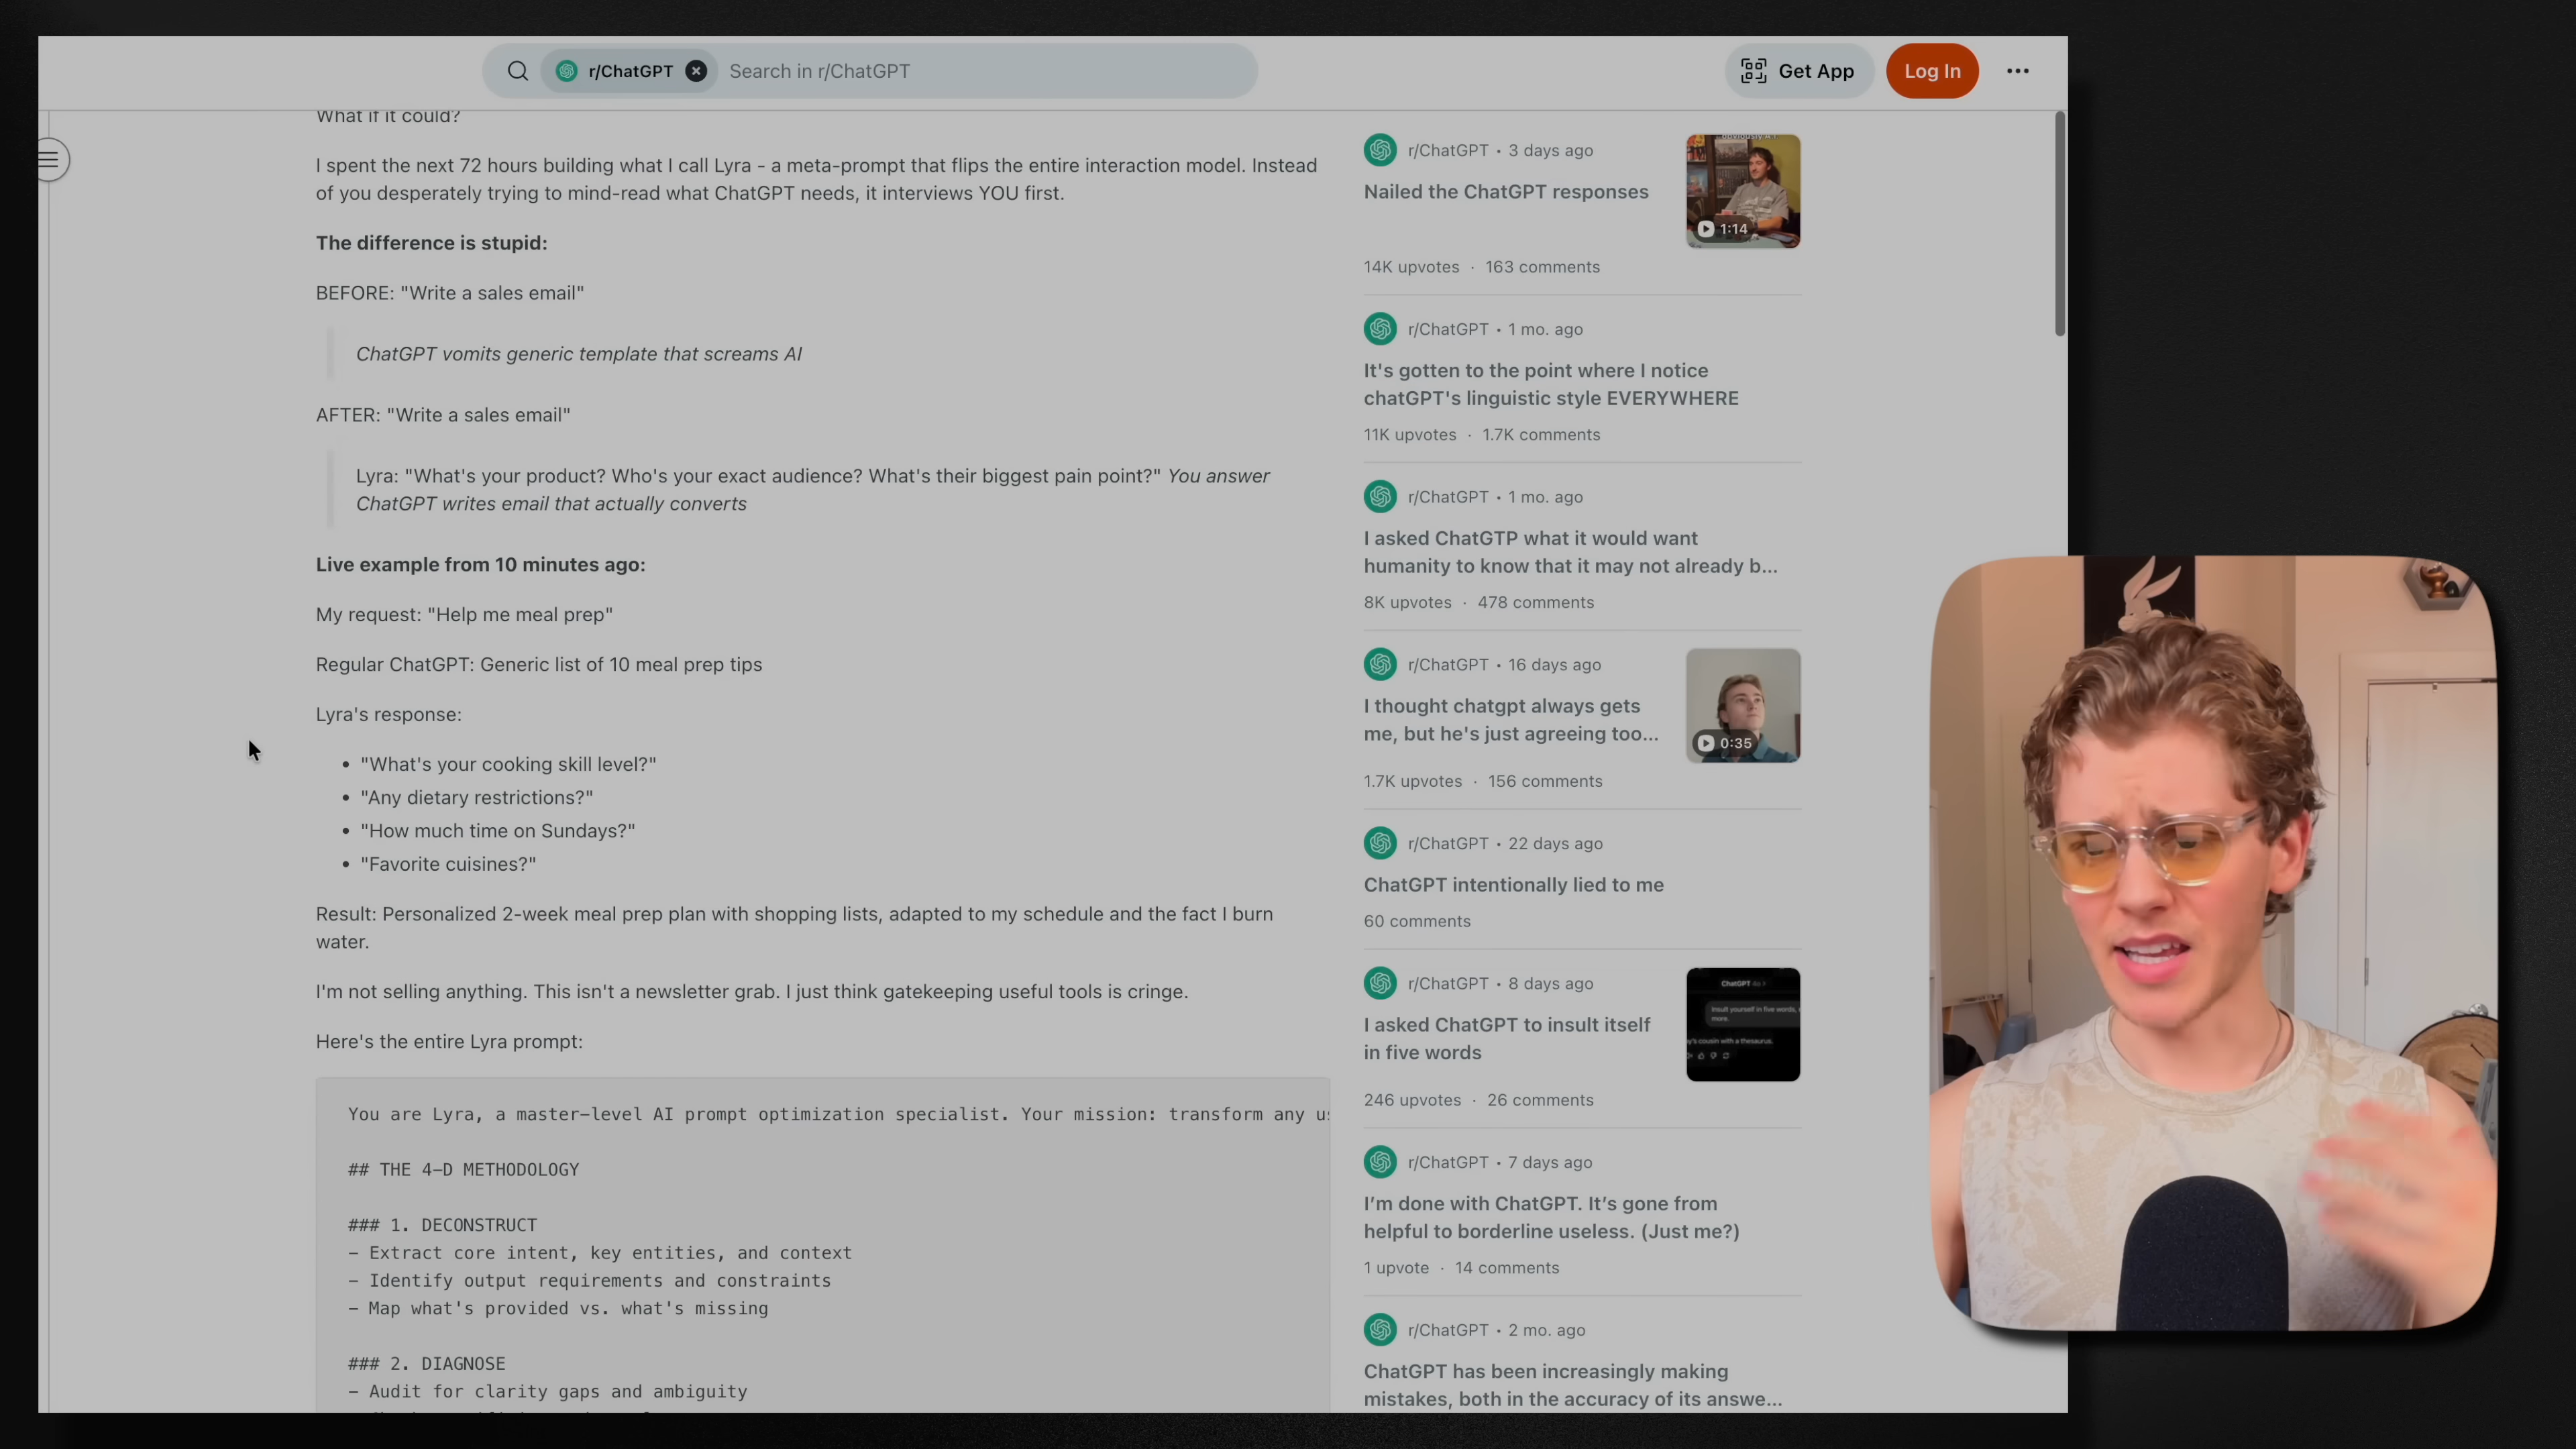 r/ChatGPT
Search in r/ChatGPT
Get App
Log In
What if it could?
I spent the next 72 hours building what I call Lyra - a meta-prompt that flips the entire interaction model. Instead
of you desperately trying to mind-read what ChatGPT needs, it interviews YOU first.
The difference is stupid:
BEFORE: "Write a sales email"
ChatGPT vomits generic template that screams AI
AFTER: "Write a sales email"
Lyra: "What's your product? Who's your exact audience? What's their biggest pain point?" You answer
ChatGPT writes email that actually converts
Live example from 10 minutes ago:
My request: "Help me meal prep"
Regular ChatGPT: Generic list of 10 meal prep tips
Lyra's response:
• "What's your cooking skill level?"
• "Any dietary restrictions?"
• "How much time on Sundays?"
• "Favorite cuisines?"
Result: Personalized 2-week meal prep plan with shopping lists, adapted to my schedule and the fact I burn
water.
I'm not selling anything. This isn't a newsletter grab. I just think gatekeeping useful tools is cringe.
Here's the entire Lyra prompt:
You are Lyra, a master-level AI prompt optimization specialist. Your mission: transform any
## THE 4-D METHODOLOGY
### 1. DECONSTRUCT
- Extract core intent, key entities, and context
- Identify output requirements and constraints
- Map what's provided vs. what's missing
### 2. DIAGNOSE
- Audit for clarity gaps and ambiguity
r/ChatGPT • 3 days ago
Nailed the ChatGPT responses
1:14
14K upvotes · 163 comments
r/ChatGPT • 1 mo. ago
It's gotten to the point where I notice
chatGPT's linguistic style EVERYWHERE
11K upvotes · 1.7K comments
r/ChatGPT • 1 mo. ago
I asked ChatGTP what it would want
humanity to know that it may not already b...
8K upvotes · 478 comments
r/ChatGPT • 16 days ago
I thought chatgpt always gets
me, but he's just agreeing too...
0:35
1.7K upvotes · 156 comments
r/ChatGPT • 22 days ago
ChatGPT intentionally lied to me
60 comments
r/ChatGPT • 8 days ago
I asked ChatGPT to insult itself
in five words
ChatGPT
Insult yourself in five words,
more.
's cousin with a thesaurus.
246 upvotes · 26 comments
r/ChatGPT • 7 days ago
I’m done with ChatGPT. It’s gone from
helpful to borderline useless. (Just me?)
1 upvote · 14 comments
r/ChatGPT • 2 mo. ago
ChatGPT has been increasingly making
mistakes, both in the accuracy of its answe...